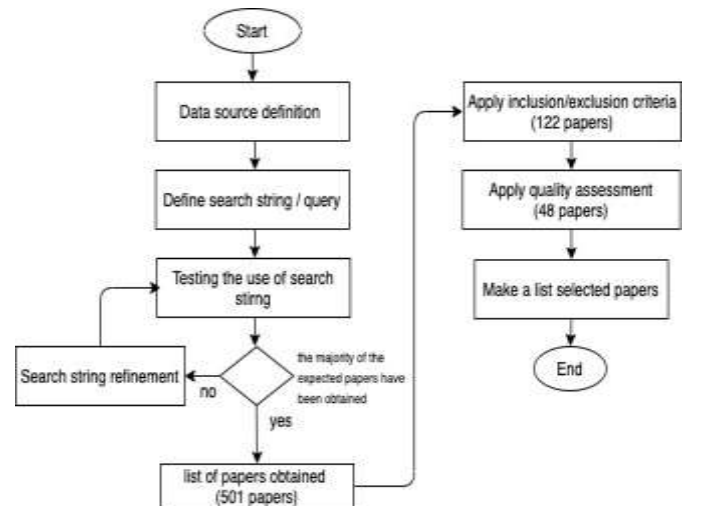 Start
Data source definition
Define search string / query
Testing the use of search
stirng
the majority of the
expected papers have
been obtained
no
Search string refinement
yes
list of papers obtained
(501 papers)
Apply inclusion/exclusion criteria
(122 papers)
Apply quality assessment
(48 papers)
Make a list selected papers
End